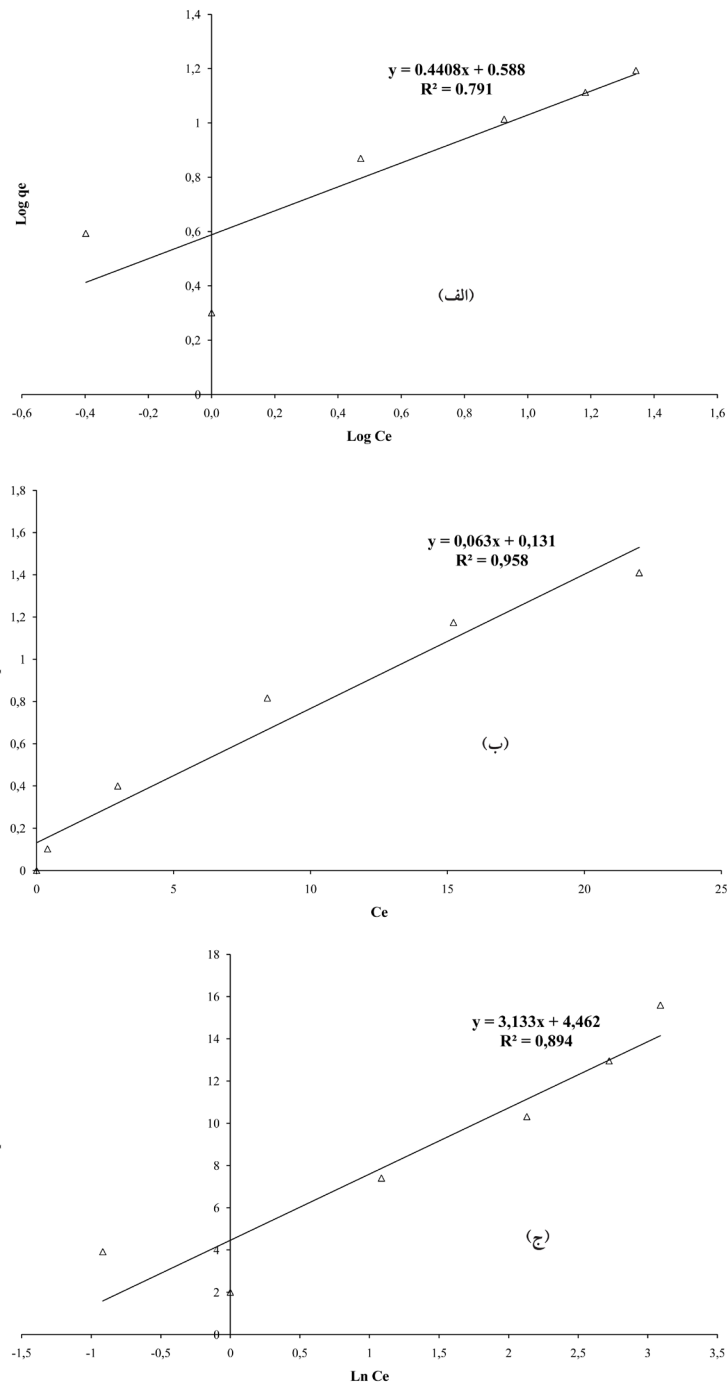 1,4
1,2
1
0,8
0,6
0,4
0,2
0
y = 0.4408x + 0.588
R² = 0.791
Log qe
(الف)
-0,6 -0,4 -0,2 0,0 0,2 0,4 0,6 0,8 1,0 1,2 1,4 1,6
Log Ce
1,8
1,6
1,4
1,2
1
0,8
0,6
0,4
0,2
0
y = 0,063x + 0,131
R² = 0,958
(ب)
0 5 10 15 20 25
Ce
18
16
14
12
10
8
6
4
2
0
y = 3,133x + 4,462
R² = 0,894
(ج)
-1,5 -1 -0,5 0 0,5 1 1,5 2 2,5 3 3,5
Ln Ce